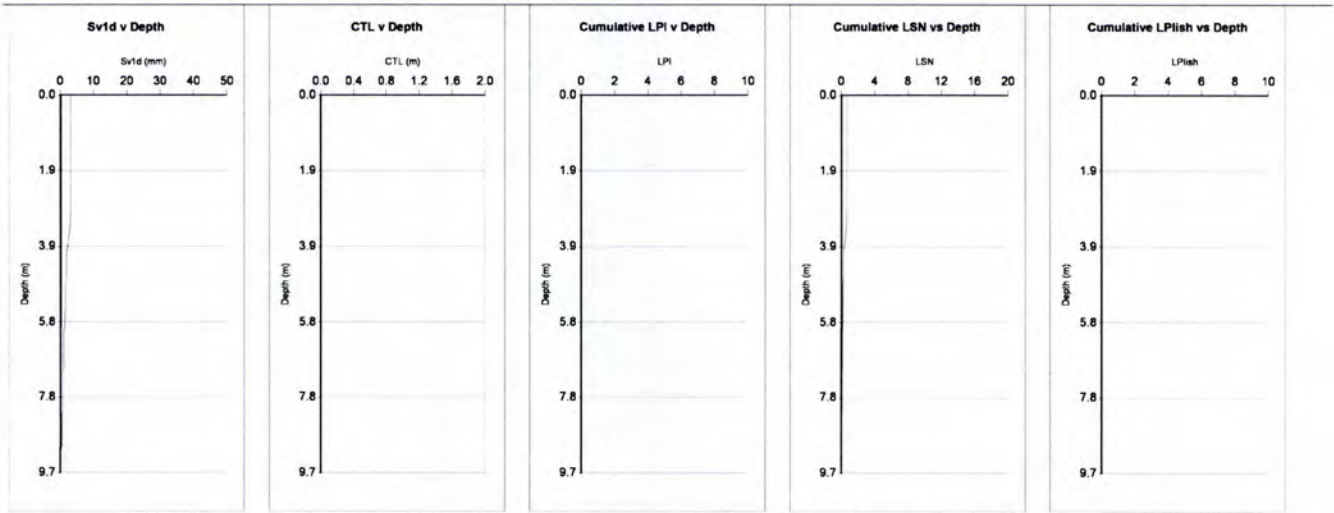 Sv1d v Depth
Sv1d (mm)
0 10 20 30 40 50
0.0
1.9
3.9
5.8
7.8
9.7
Depth (m)
CTL v Depth
CTL (m)
0.0 0.4 0.8 1.2 1.6 2.0
0.0
1.9
3.9
5.8
7.8
9.7
Depth (m)
Cumulative LPI v Depth
LPI
0 2 4 6 8 10
0.0
1.9
3.9
5.8
7.8
9.7
Depth (m)
Cumulative LSN vs Depth
LSN
0 4 8 12 16 20
0.0
1.9
3.9
5.8
7.8
9.7
Depth (m)
Cumulative LPIish vs Depth
LPIish
0 2 4 6 8 10
0.0
1.9
3.9
5.8
7.8
9.7
Depth (m)